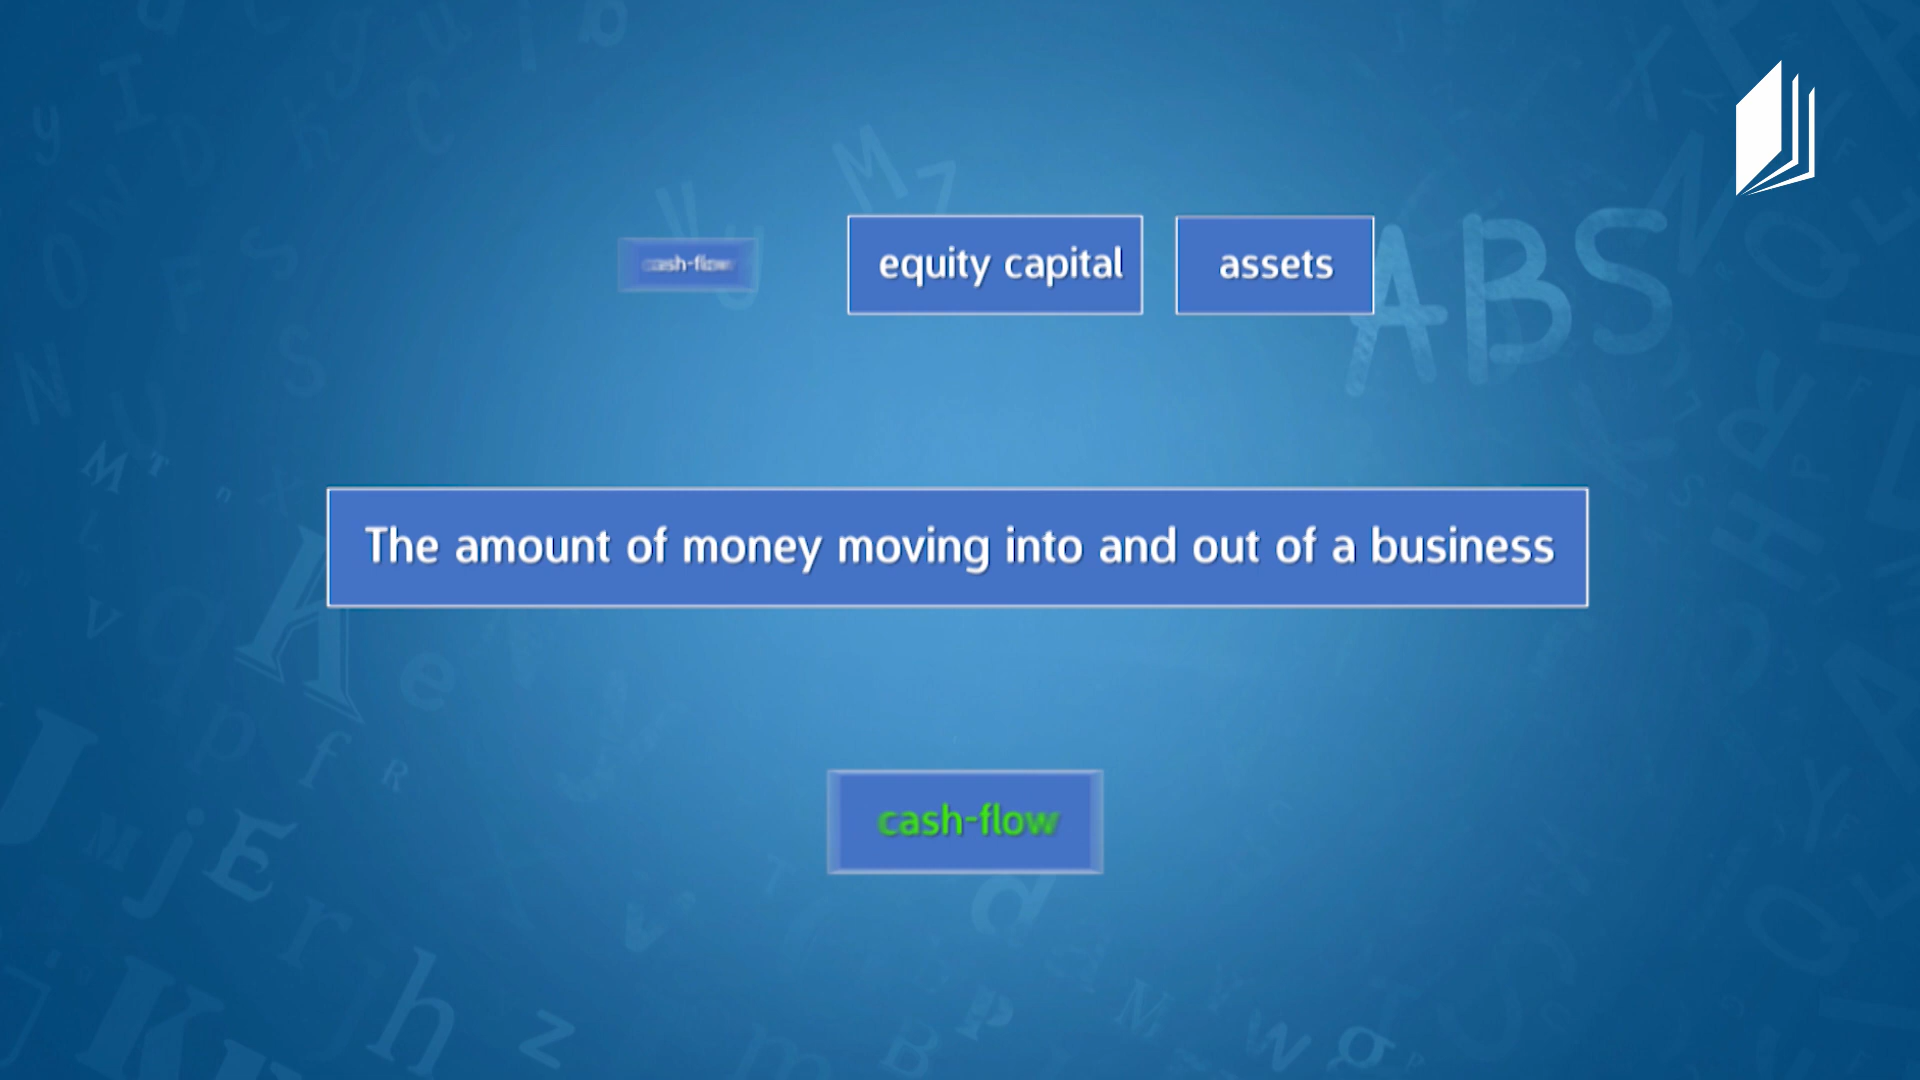 cash-flow equity capital assets
The amount of money moving into and out of a business
cash-flow